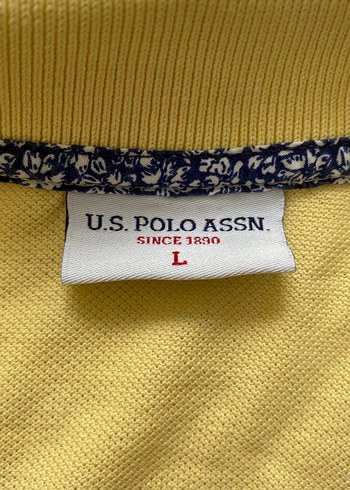 U.S. POLO ASSN.
SINCE 1890
L